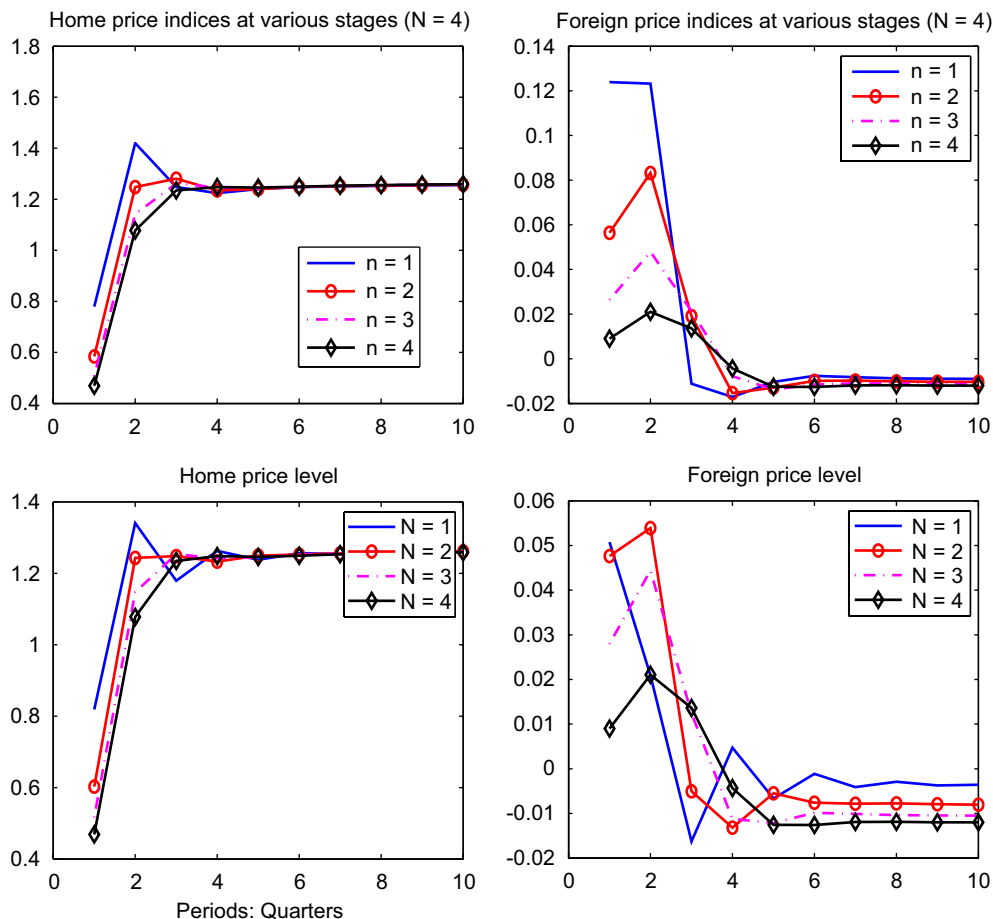 Home price indices at various stages (N = 4)
1.8
1.6
1.4
1.2
1
0.8
0.6
0.4
0 2 4 6 8 10
n = 1
n = 2
n = 3
n = 4
Foreign price indices at various stages (N = 4)
0.14
0.12
0.1
0.08
0.06
0.04
0.02
0
-0.02
0 2 4 6 8 10
n = 1
n = 2
n = 3
n = 4
Home price level
1.4
1.2
1
0.8
0.6
0.4
0 2 4 6 8 10
Periods: Quarters
N = 1
N = 2
N = 3
N = 4
Foreign price level
0.06
0.05
0.04
0.03
0.02
0.01
0
-0.01
-0.02
0 2 4 6 8 10
N = 1
N = 2
N = 3
N = 4